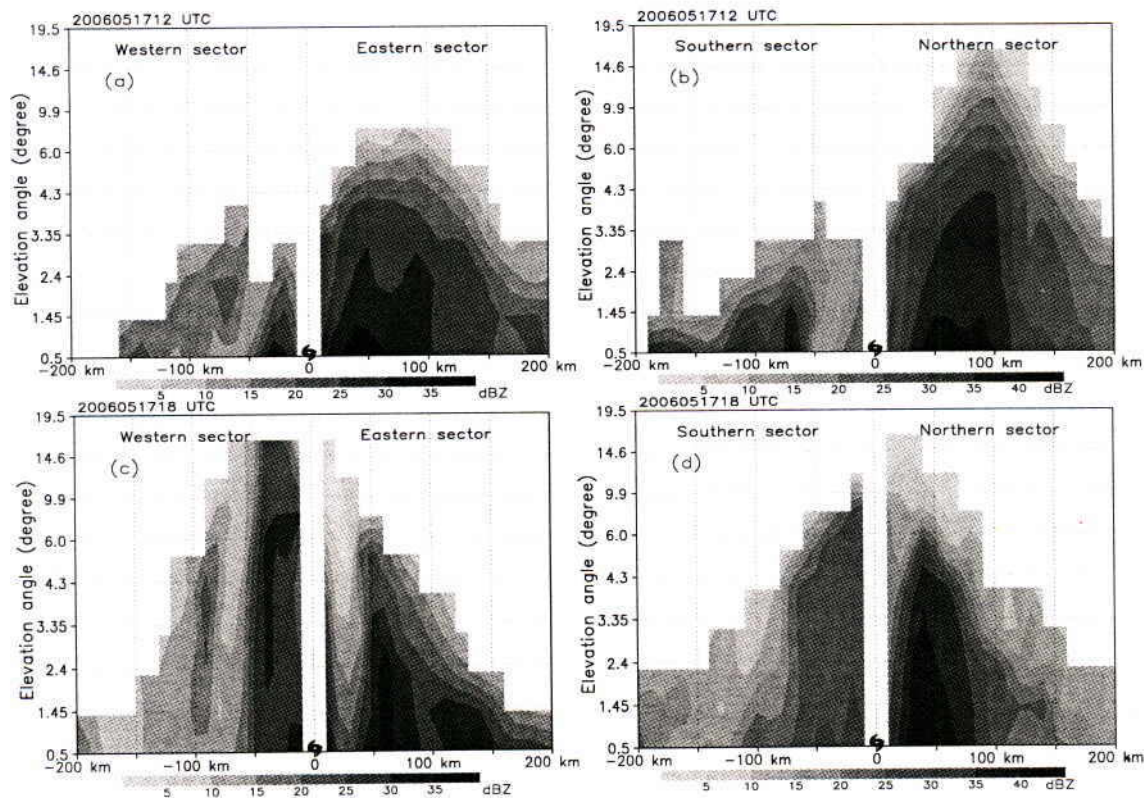 2006051712 UTC
Western sector Eastern sector
(a)
Elevation angle (degree)
19.5
14.6
9.9
6.0
4.3
3.35
2.4
1.45
0.5
-200 km -100 km 0 100 km 200 km
5 10 15 20 25 30 35 dBZ
2006051712 UTC
Southern sector Northern sector
(b)
Elevation angle (degree)
19.5
14.6
9.9
6.0
4.3
3.35
2.4
1.45
0.5
-200 km -100 km 0 100 km 200 km
5 10 15 20 25 30 35 40 dBZ
2006051718 UTC
Western sector Eastern sector
(c)
Elevation angle (degree)
19.5
14.6
9.9
6.0
4.3
3.35
2.4
1.45
0.5
-200 km -100 km 0 100 km 200 km
5 10 15 20 25 30 35 dBZ
2006051718 UTC
Southern sector Northern sector
(d)
Elevation angle (degree)
19.5
14.6
9.9
6.0
4.3
3.35
2.4
1.45
0.5
-200 km -100 km 0 100 km 200 km
5 10 15 20 25 30 35 40 dBZ